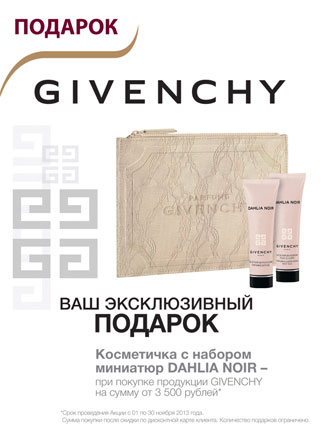 ПОДАРОК
GIVENCHY
PARFUMS
GIVENCHY
DAHLIA NOIR
DAHLIA NOIR
GIVENCHY
ВАШ ЭКСКЛЮЗИВНЫЙ
ПОДАРОК
Косметичка с набором
миниатюр DAHLIA NOIR –
при покупке продукции GIVENCHY
на сумму от 3 500 рублей*
*Срок проведения Акции с 01 по 30 ноября 2013 года.
Сумма покупки после скидки по дисконтной карте клиента. Количество подарков ограничено.